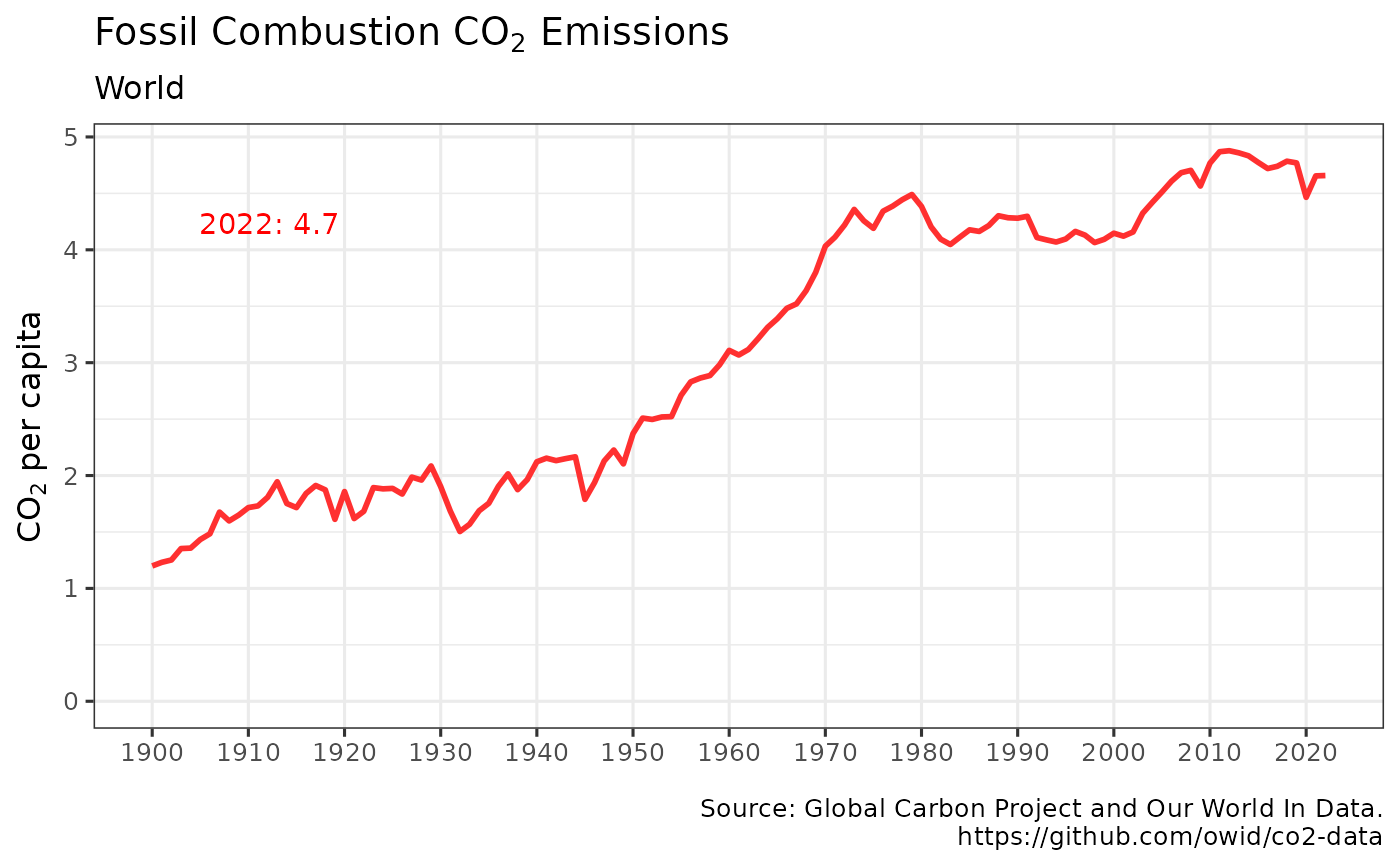 Fossil Combustion CO₂ Emissions
World
5
2022: 4.7
4
CO₂ per capita
3
2
1
0
1900 1910 1920 1930 1940 1950 1960 1970 1980 1990 2000 2010 2020
Source: Global Carbon Project and Our World In Data.
https://github.com/owid/co2-data